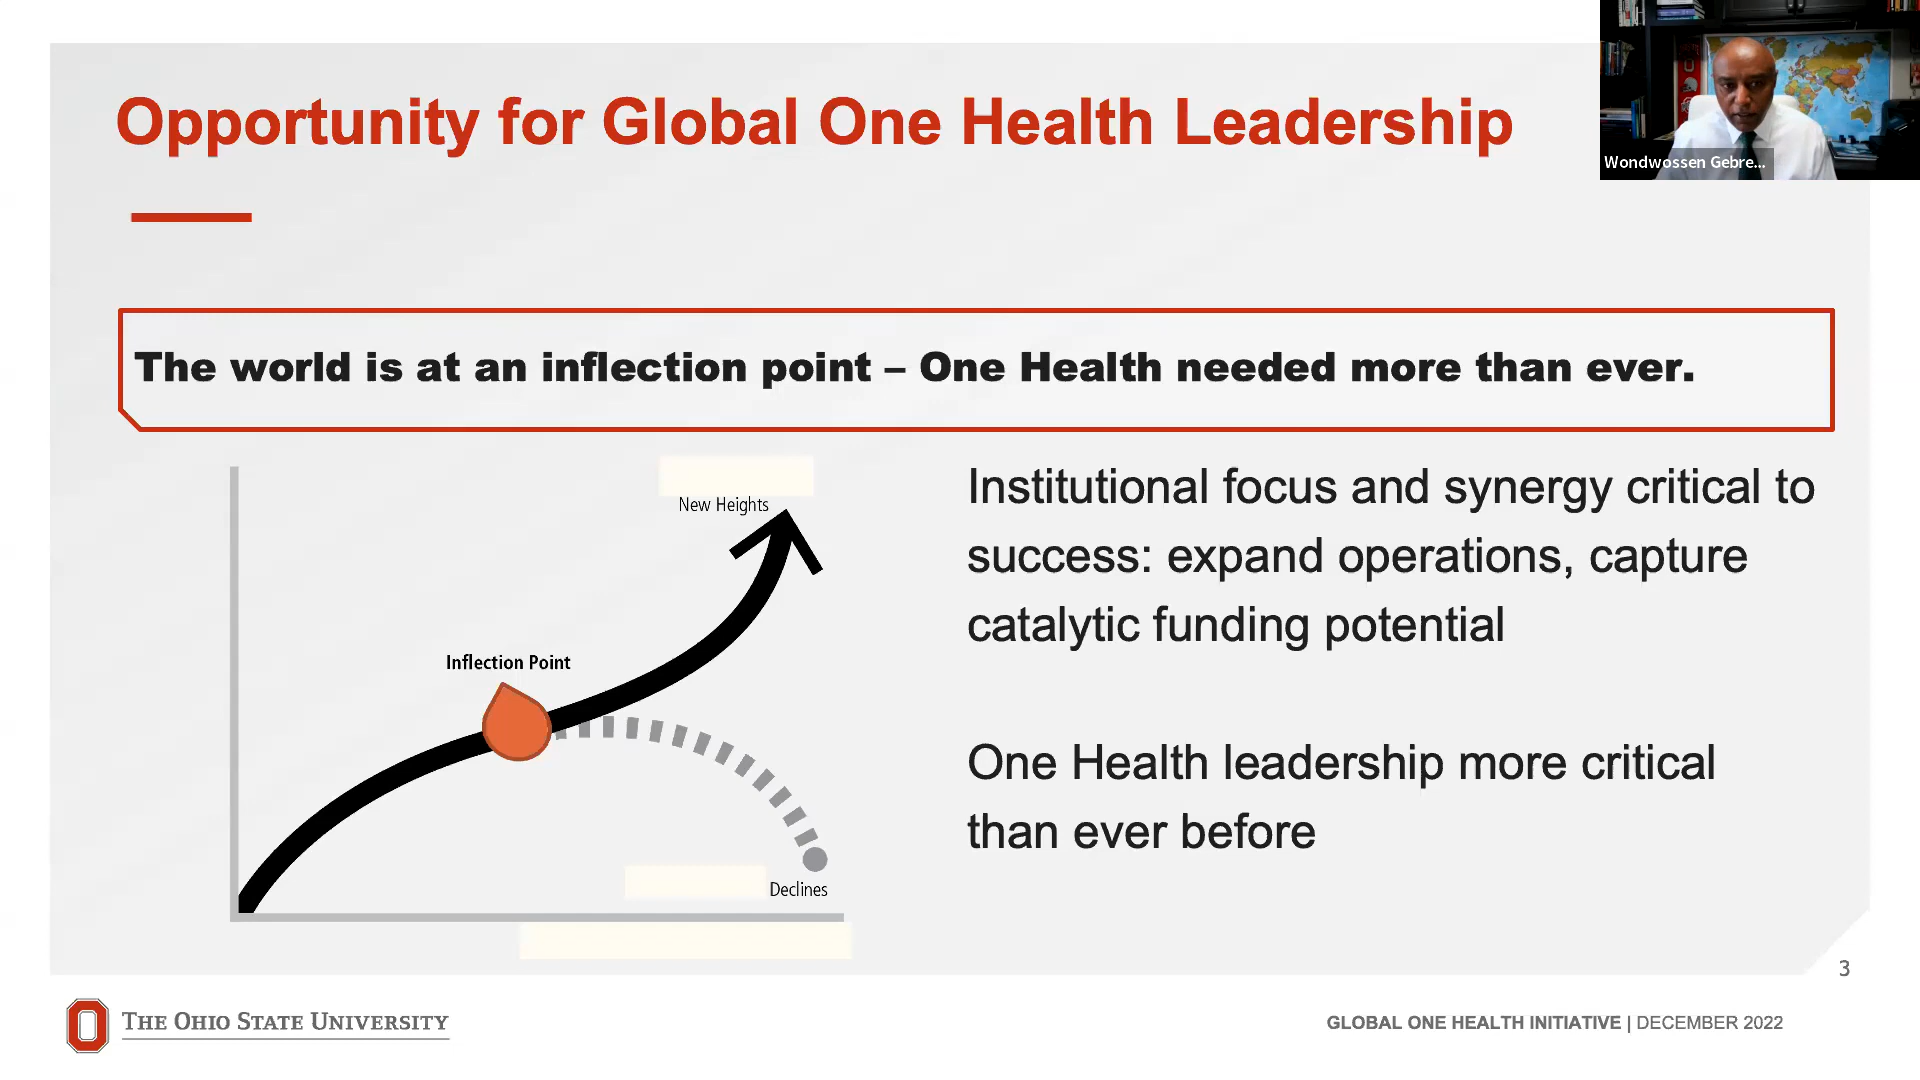 Opportunity for Global One Health Leadership
Wondwossen Gebre...
The world is at an inflection point – One Health needed more than ever.
New Heights
Inflection Point
Declines
Institutional focus and synergy critical to
success: expand operations, capture
catalytic funding potential
One Health leadership more critical
than ever before
3
THE OHIO STATE UNIVERSITY
GLOBAL ONE HEALTH INITIATIVE | DECEMBER 2022